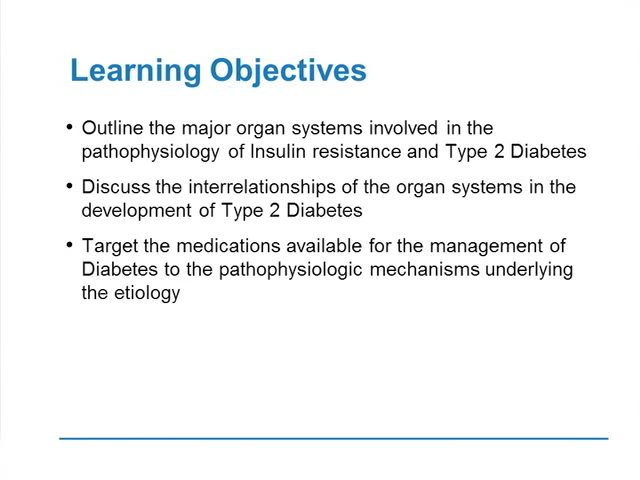 Learning Objectives
• Outline the major organ systems involved in the
pathophysiology of Insulin resistance and Type 2 Diabetes
• Discuss the interrelationships of the organ systems in the
development of Type 2 Diabetes
• Target the medications available for the management of
Diabetes to the pathophysiologic mechanisms underlying
the etiology